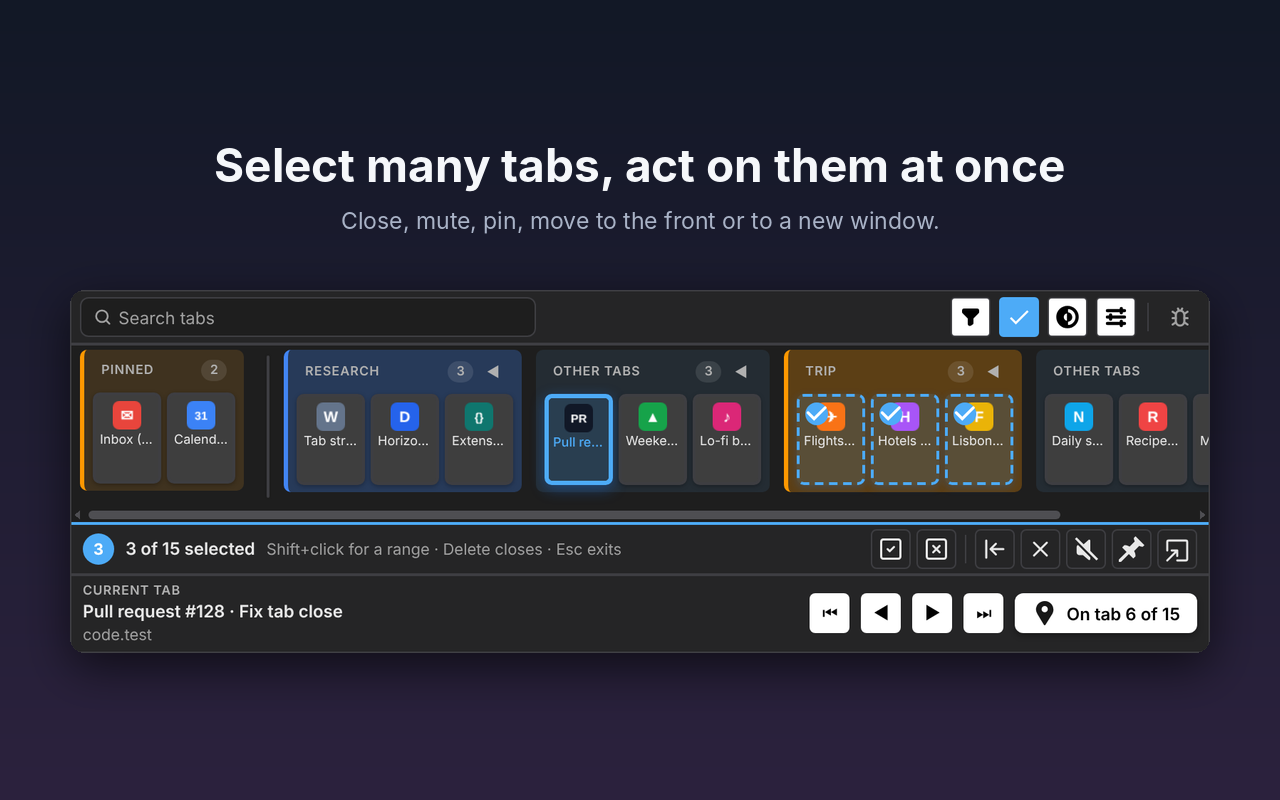 Select many tabs, act on them at once
Close, mute, pin, move to the front or to a new window.
Search tabs
PINNED 2
RESEARCH 3
OTHER TABS 3
TRIP 3
OTHER TABS
31
W
D
{}
PR
H
F
N
R
Inbox (...
Calend...
Tab str...
Horizo...
Extens...
Pull re...
Weeke...
Lo-fi b...
Flights...
Hotels ...
Lisbon...
Daily s...
Recipe...
M
3
3 of 15 selected
Shift+click for a range · Delete closes · Esc exits
CURRENT TAB
Pull request #128 · Fix tab close
code.test
On tab 6 of 15